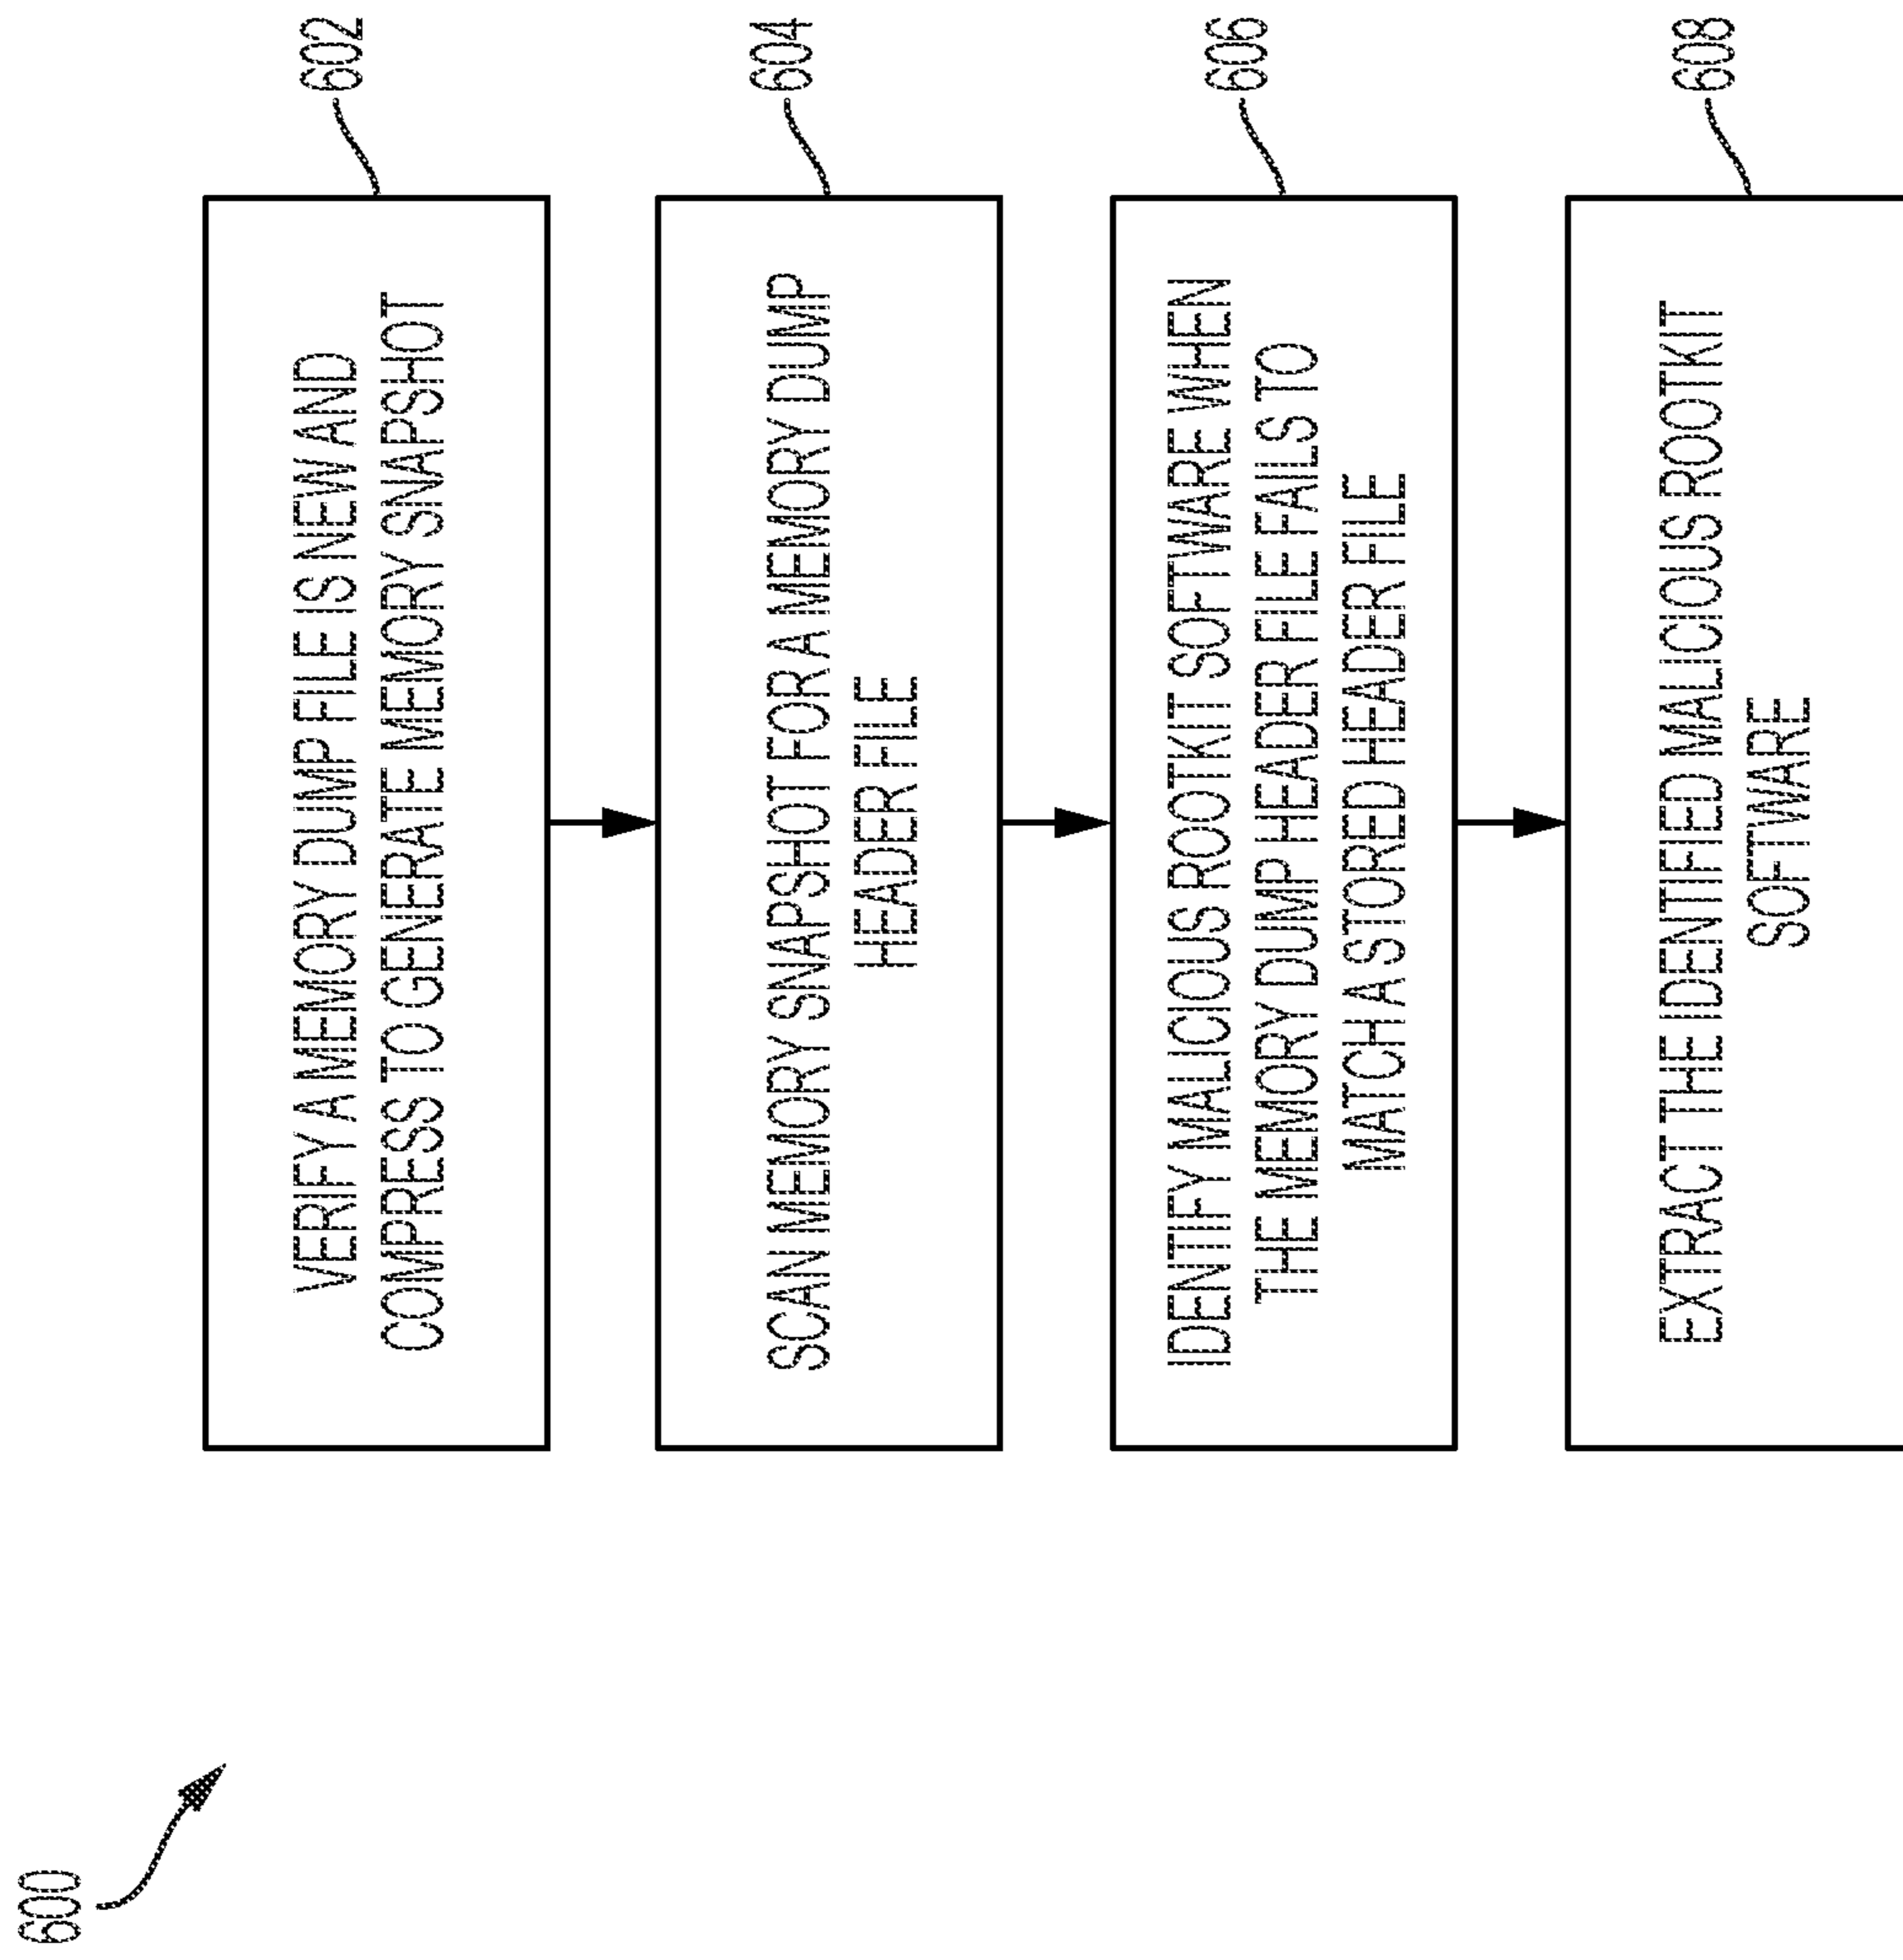 600
VERIFY A MEMORY DUMP FILE IS NEW AND
COMPRESS TO GENERATE MEMORY SNAPSHOT
602
SCAN MEMORY SNAPSHOT FOR A MEMORY DUMP
HEADER FILE
604
IDENTIFY MALICIOUS ROOTKIT SOFTWARE WHEN
THE MEMORY DUMP HEADER FILE FAILS TO
MATCH A STORED HEADER FILE
606
EXTRACT THE IDENTIFIED MALICIOUS ROOTKIT
SOFTWARE
608